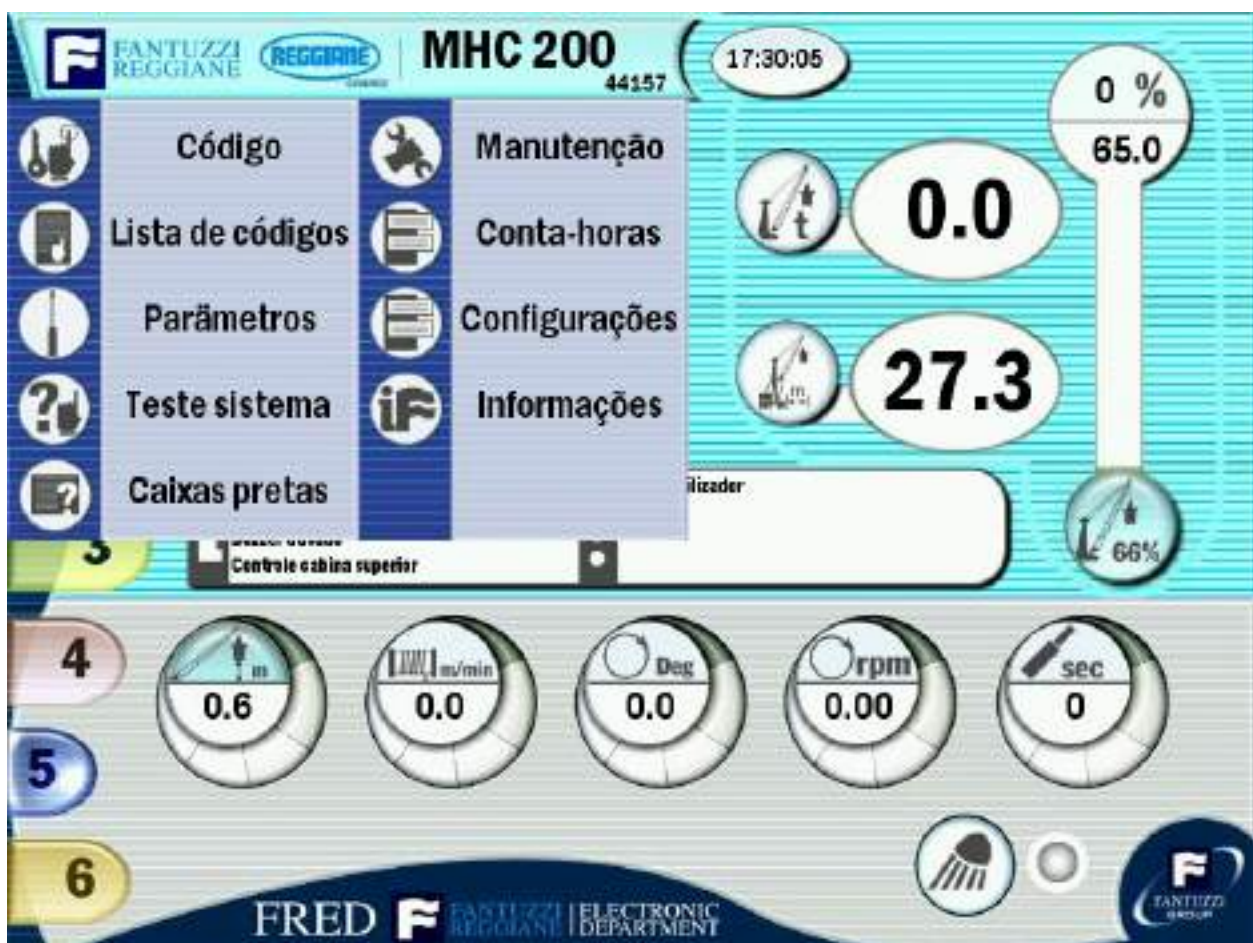 FANTUZZI
REGGIANE
REGGIANE
MHC 200
44157
17:30:05
0 %
65.0
Código
Manutenção
Lista de códigos
Conta-horas
Parâmetros
Configurações
Teste sistema
Informações
Caixas pretas
t
0.0
m
27.3
ilizador
Controle cabina superior
66%
3
4
5
6
m
0.6
m/min
0.0
Deg
0.0
rpm
0.00
sec
0
FRED
FANTUZZI
REGGIANE
ELECTRONIC
DEPARTMENT
FANTUZZI
GROUP